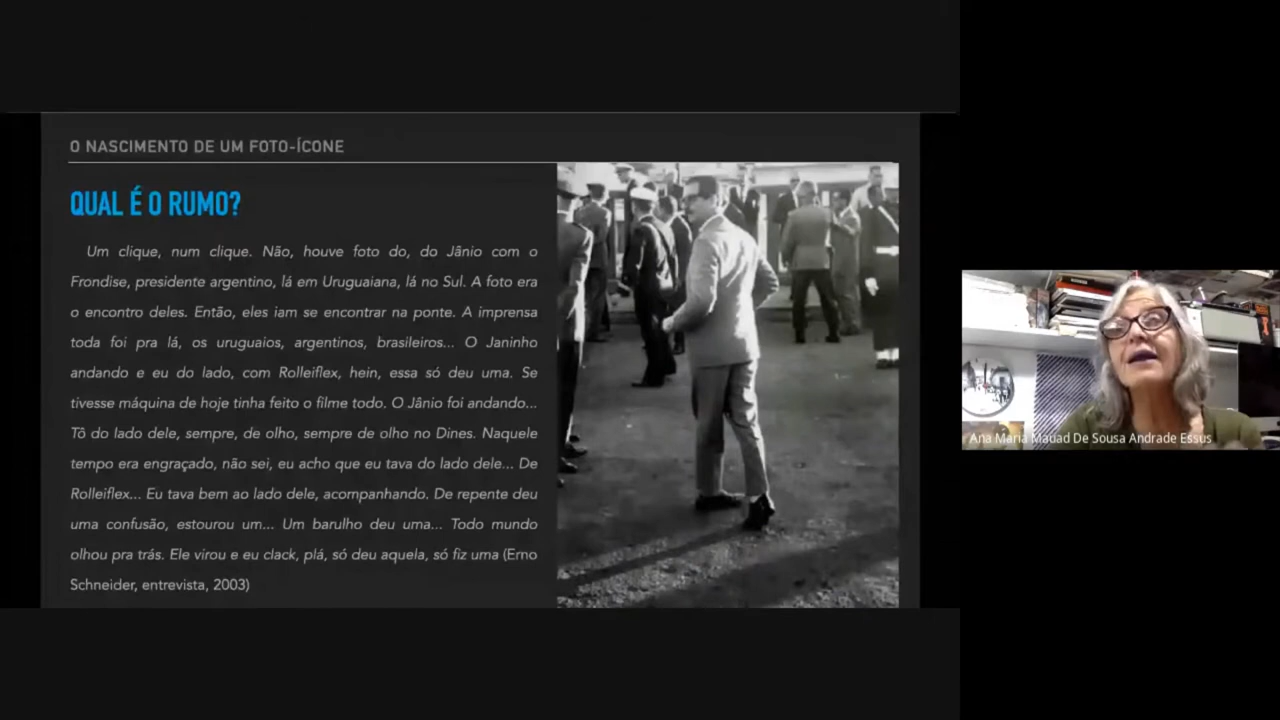 O NASCIMENTO DE UM FOTO-ÍCONE
QUAL É O RUMO?
Um clique, num clique. Não, houve foto do, do Jânio com o
Frondise, presidente argentino, lá em Uruguaiana, lá no Sul. A foto era
o encontro deles. Então, eles iam se encontrar na ponte. A imprensa
toda foi pra lá, os uruguaios, argentinos, brasileiros... O Janinho
andando e eu do lado, com Rolleiflex, hein, essa só deu uma. Se
tivesse máquina de hoje tinha feito o filme todo. O Jânio foi andando...
Tô do lado dele, sempre, de olho, sempre de olho no Dines. Naquele
tempo era engraçado, não sei, eu acho que eu tava do lado dele... De
Rolleiflex... Eu tava bem ao lado dele, acompanhando. De repente deu
uma confusão, estourou um... Um barulho deu uma... Todo mundo
olhou pra trás. Ele virou e eu clack, plá, só deu aquela, só fiz uma (Erno
Schneider, entrevista, 2003)
Ana Maria Mauad De Sousa Andrade Essus